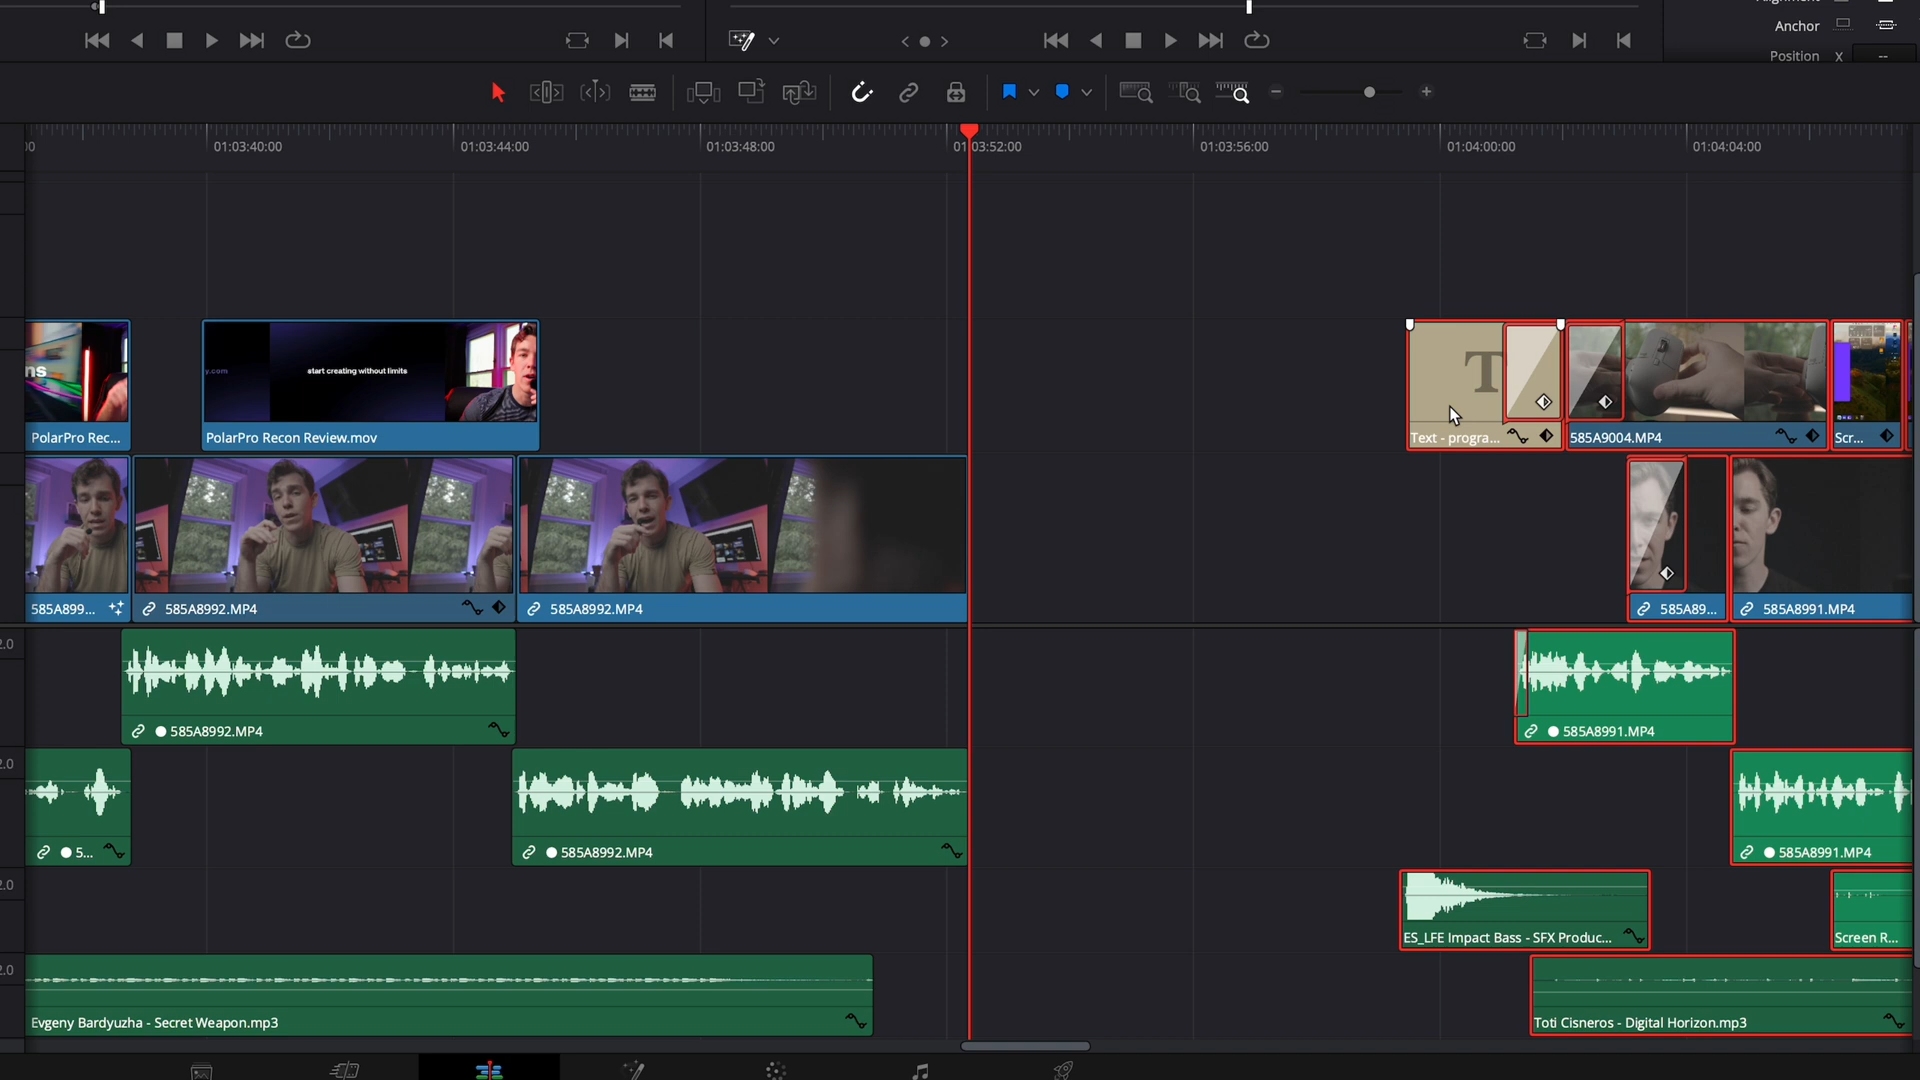 Alignment
Anchor
Position X --
00 01:03:40:00 01:03:44:00 01:03:48:00 01:03:52:00 01:03:56:00 01:04:00:00 01:04:04:00
ns
y.com
start creating without limits
T
PolarPro Rec...
PolarPro Recon Review.mov
Text - progra...
585A9004.MP4
Scr...
585A899...
585A8992.MP4
585A8992.MP4
585A89...
585A8991.MP4
2.0
585A8992.MP4
585A8991.MP4
2.0
5...
585A8992.MP4
585A8991.MP4
2.0
ES_LFE Impact Bass - SFX Produc...
Screen R...
2.0
Evgeny Bardyuzha - Secret Weapon.mp3
Toti Cisneros - Digital Horizon.mp3